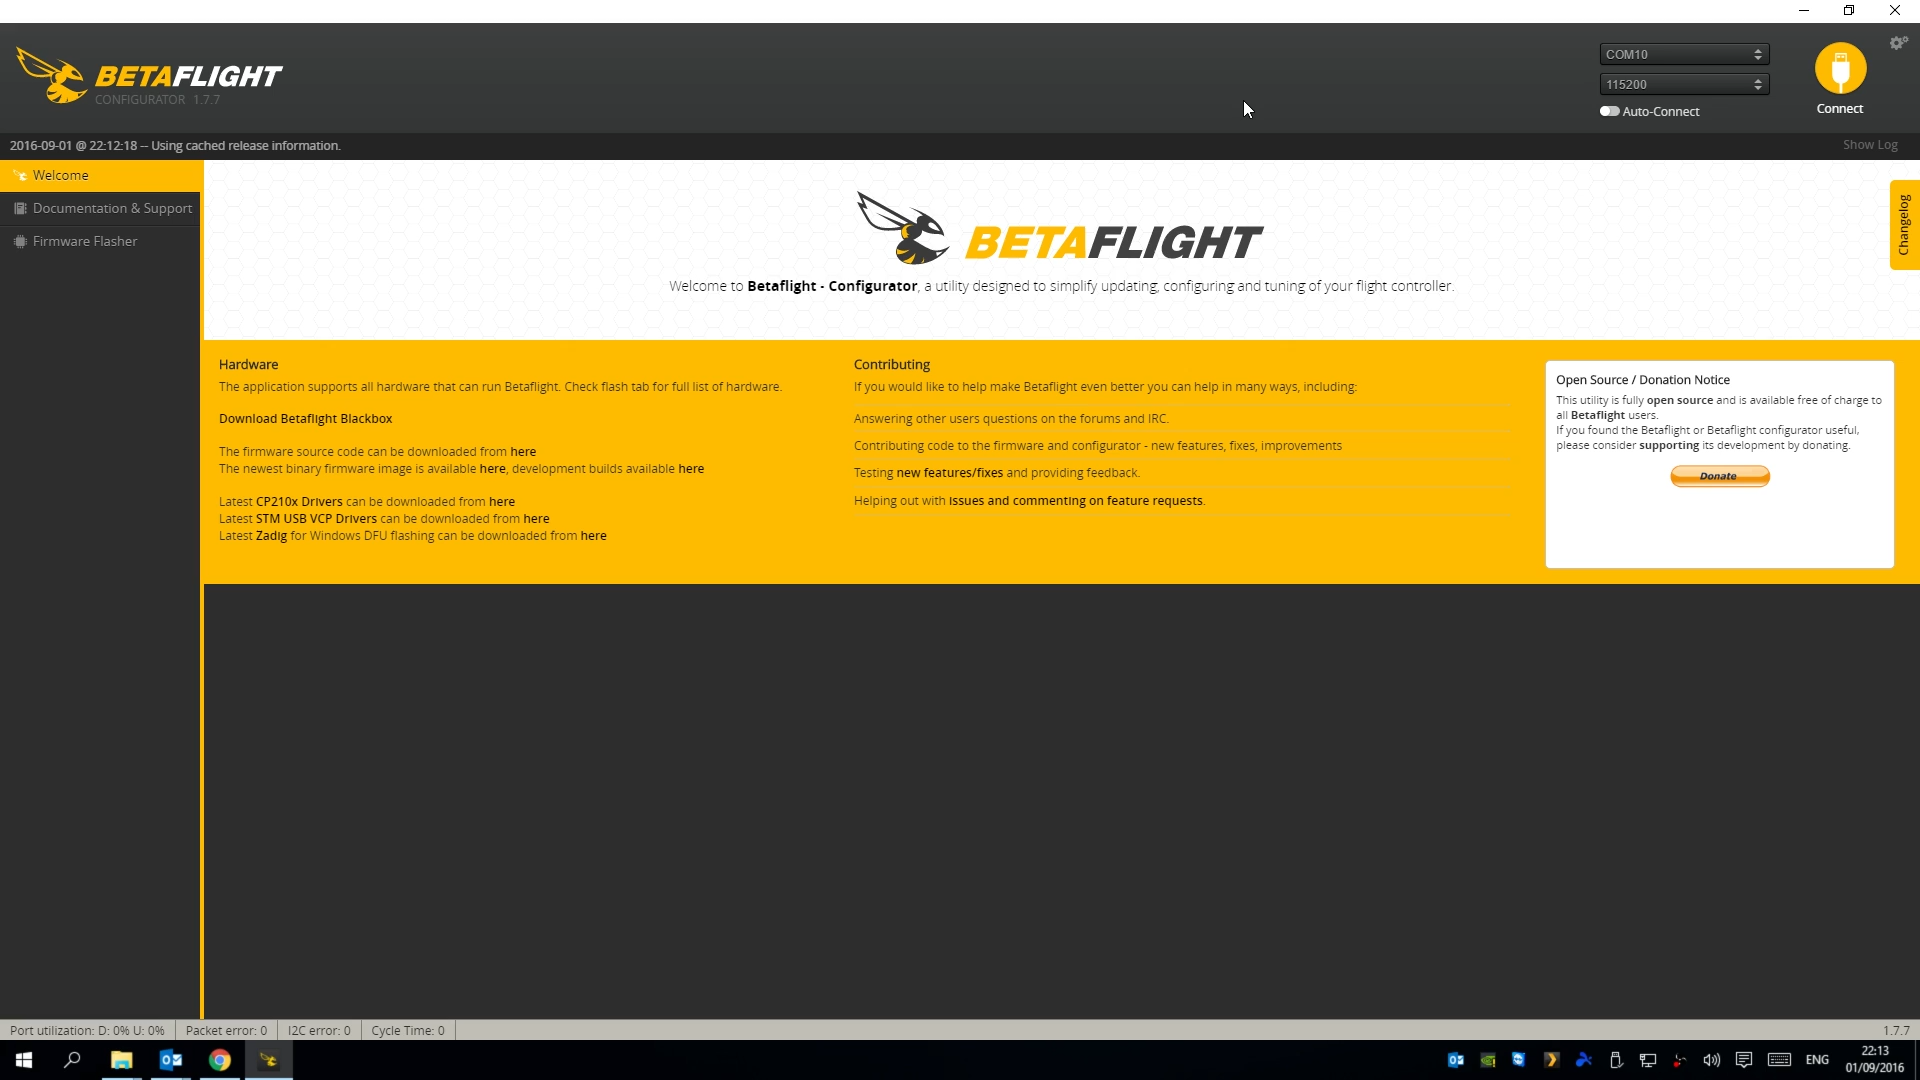 BETAFLIGHT
CONFIGURATOR 1.7.7
COM10
115200
Auto-Connect
Connect
2016-09-01 @ 22:12:18 -- Using cached release information.
Show Log
Welcome
Documentation & Support
Firmware Flasher
Changelog
BETAFLIGHT
Welcome to Betaflight - Configurator, a utility designed to simplify updating, configuring and tuning of your flight controller.
Hardware
The application supports all hardware that can run Betaflight. Check flash tab for full list of hardware.
Download Betaflight Blackbox
The firmware source code can be downloaded from here
The newest binary firmware image is available here, development builds available here
Latest CP210x Drivers can be downloaded from here
Latest STM USB VCP Drivers can be downloaded from here
Latest Zadig for Windows DFU flashing can be downloaded from here
Contributing
If you would like to help make Betaflight even better you can help in many ways, including:
Answering other users questions on the forums and IRC.
Contributing code to the firmware and configurator - new features, fixes, improvements
Testing new features/fixes and providing feedback.
Helping out with issues and commenting on feature requests.
Open Source / Donation Notice
This utility is fully open source and is available free of charge to
all Betaflight users.
If you found the Betaflight or Betaflight configurator useful,
please consider supporting its development by donating.
Donate
Port utilization: D: 0% U: 0%
Packet error: 0
I2C error: 0
Cycle Time: 0
1.7.7
ENG
22:13
01/09/2016